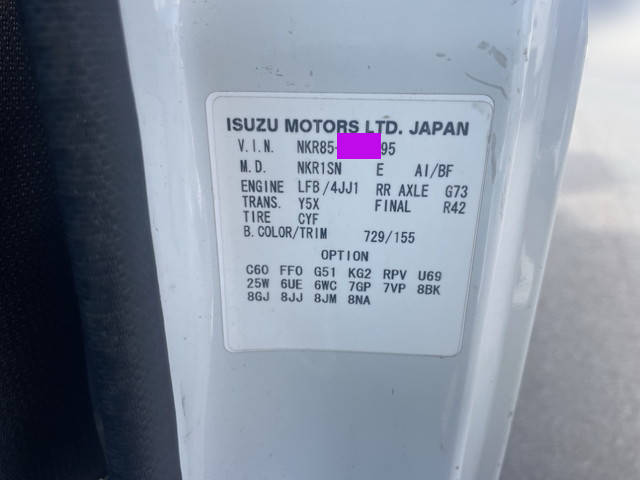 ISUZU MOTORS LTD. JAPAN
V.I.N. NKR85- 95
M.D. NKR1SN E AI/BF
ENGINE LFB/4JJ1 RR AXLE G73
TRANS. Y5X FINAL R42
TIRE CYF
B.COLOR/TRIM 729/155
OPTION
C60 FF0 G51 KG2 RPV U69
25W 6UE 6WC 7GP 7VP 8BK
8GJ 8JJ 8JM 8NA